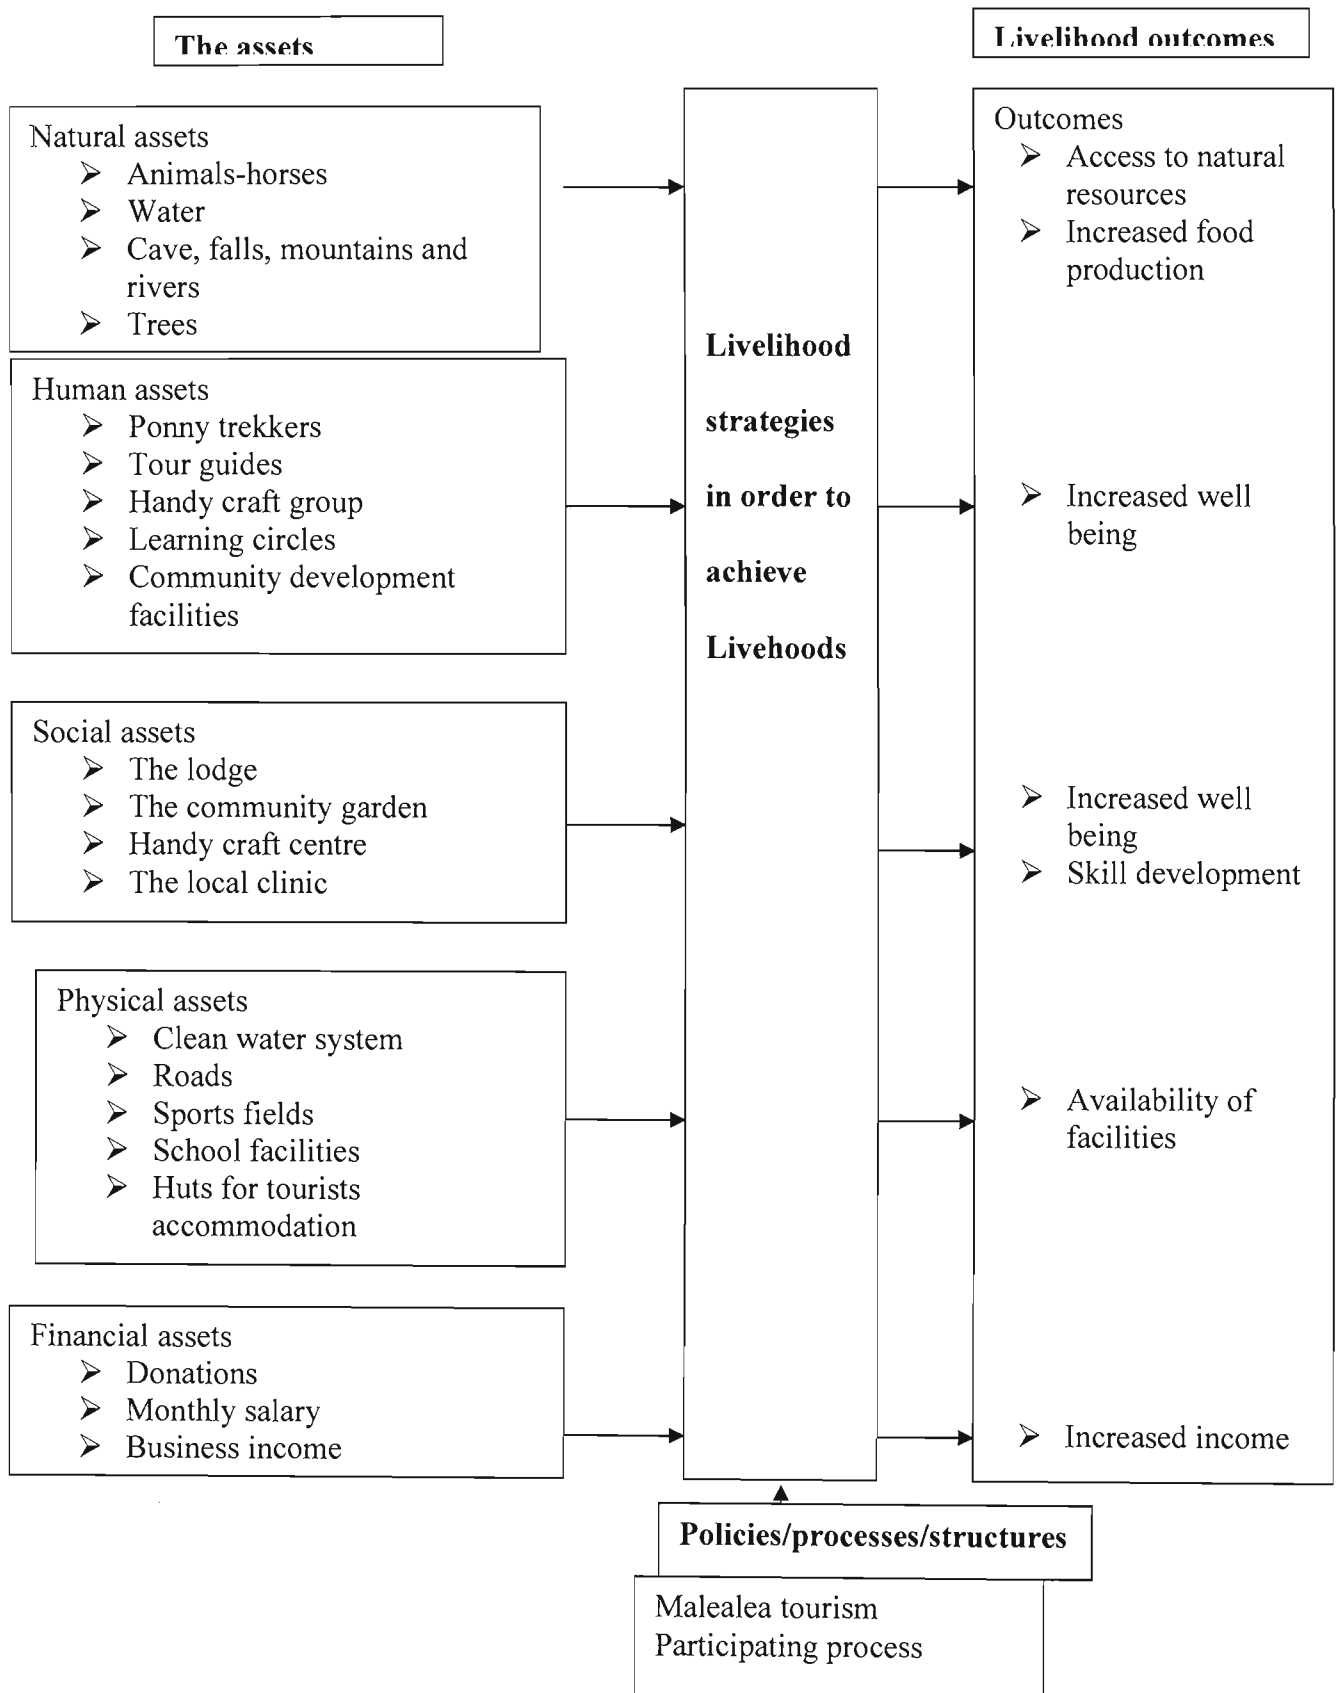 The assets
Natural assets
Animals-horses
Water
Cave, falls, mountains and
rivers
Trees
Human assets
Ponny trekkers
Tour guides
Handy craft group
Learning circles
Community development
facilities
Social assets
The lodge
The community garden
Handy craft centre
The local clinic
Physical assets
Clean water system
Roads
Sports fields
School facilities
Huts for tourists
accommodation
Financial assets
Donations
Monthly salary
Business income
Livelihood
strategies
in order to
achieve
Livehoods
Livelihood outcomes
Outcomes
Access to natural
resources
Increased food
production
Increased well
being
Increased well
being
Skill development
Availability of
facilities
Increased income
Policies/processes/structures
Malealea tourism
Participating process